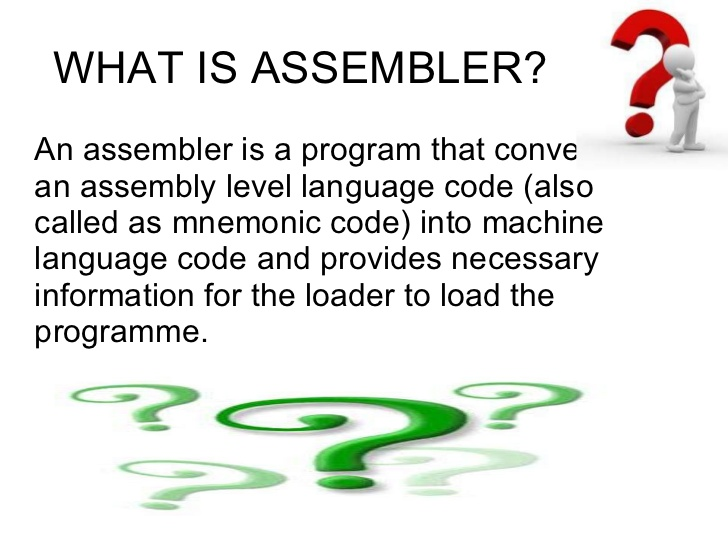 WHAT IS ASSEMBLER?
An assembler is a program that conve
an assembly level language code (also
called as mnemonic code) into machine
language code and provides necessary
information for the loader to load the
programme.